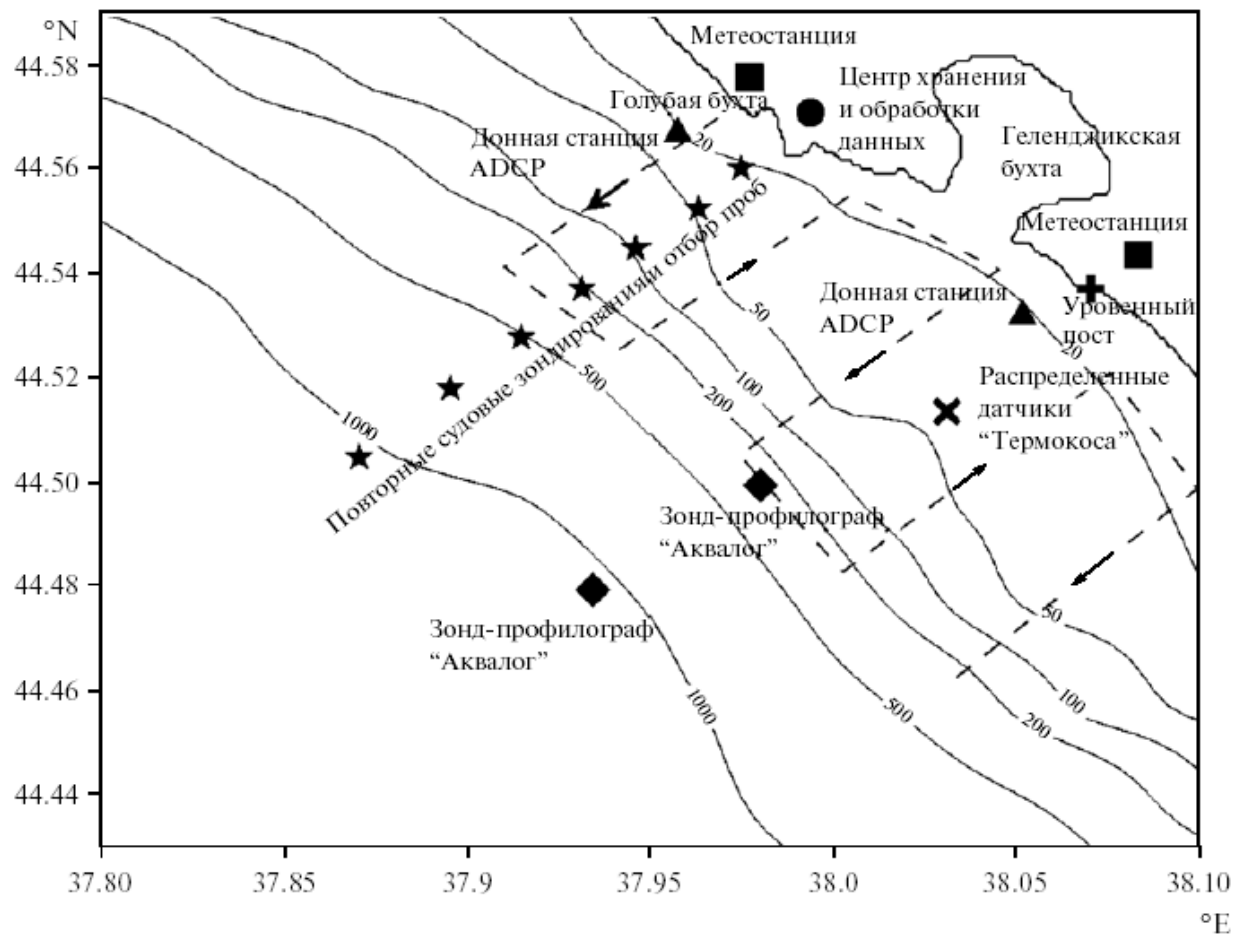 °N
44.58
44.56
44.54
44.52
44.50
44.48
44.46
44.44
Метеостанция
Центр хранения
и обработки
данных
Голубая бухта
Донная станция
ADCP
20
Геленджикская
бухта
Метеостанция
Повторные судовые зондирования и отбор проб
Донная станция
ADCP
Уровенный
пост
20
50
100
200
500
1000
Распределенные
датчики
“Термокоса”
Зонд-профилограф
“Аквалог”
Зонд-профилограф
“Аквалог”
50
100
200
500
1000
37.80
37.85
37.9
37.95
38.0
38.05
38.10
°E